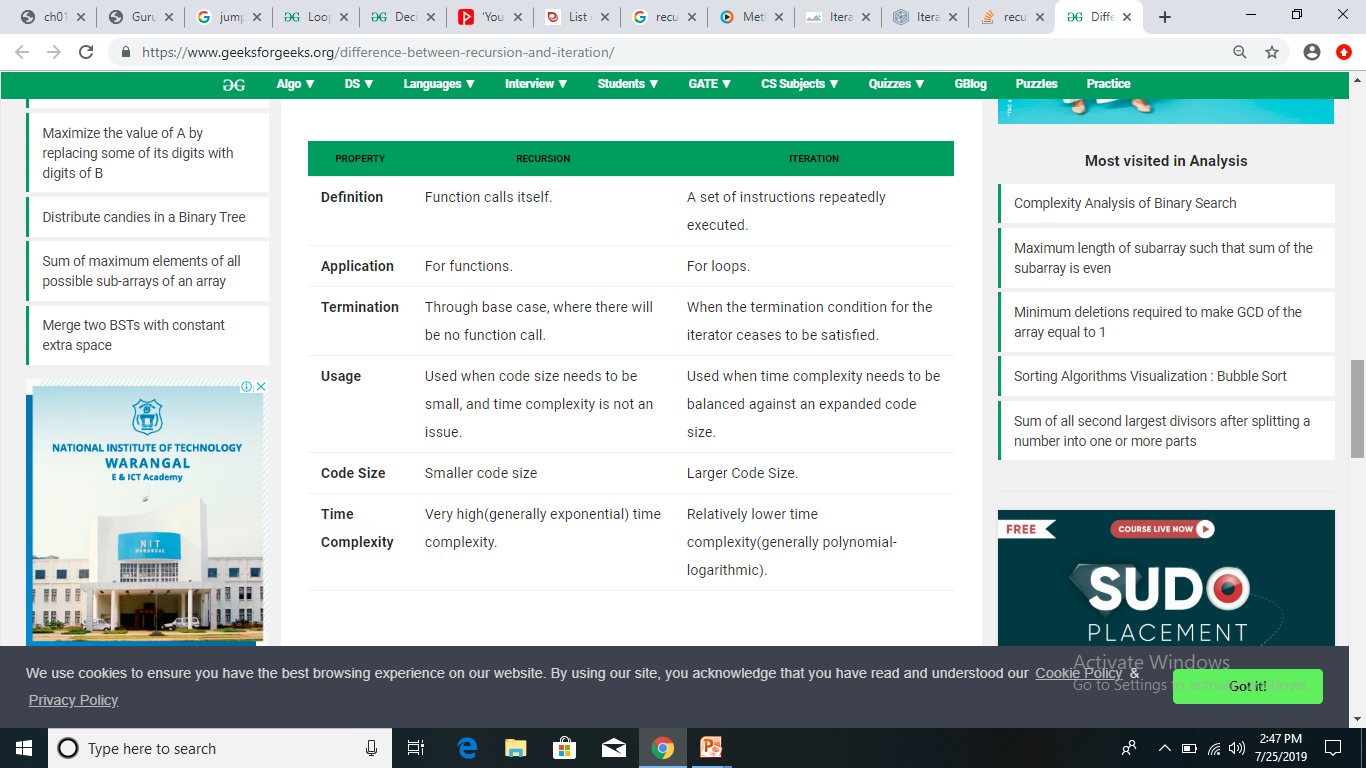 ch01
Guru
jump
Loop
Deci
'You
List
recu
Metl
Itera
Itera
recu
Diffe
https://www.geeksforgeeks.org/difference-between-recursion-and-iteration/
Algo ▼ DS ▼ Languages ▼ Interview ▼ Students ▼ GATE ▼ CS Subjects ▼ Quizzes ▼ GBlog Puzzles Practice
Maximize the value of A by
replacing some of its digits with
digits of B
Distribute candies in a Binary Tree
Sum of maximum elements of all
possible sub-arrays of an array
Merge two BSTs with constant
extra space
NATIONAL INSTITUTE OF TECHNOLOGY
WARANGAL
E & ICT Academy
NIT
WARANGAL
PROPERTY RECURSION ITERATION
Definition Function calls itself. A set of instructions repeatedly
executed.
Application For functions. For loops.
Termination Through base case, where there will When the termination condition for the
be no function call. iterator ceases to be satisfied.
Usage Used when code size needs to be Used when time complexity needs to be
small, and time complexity is not an balanced against an expanded code
issue. size.
Code Size Smaller code size Larger Code Size.
Time Very high(generally exponential) time Relatively lower time
Complexity complexity. complexity(generally polynomial-
logarithmic).
Most visited in Analysis
Complexity Analysis of Binary Search
Maximum length of subarray such that sum of the
subarray is even
Minimum deletions required to make GCD of the
array equal to 1
Sorting Algorithms Visualization : Bubble Sort
Sum of all second largest divisors after splitting a
number into one or more parts
FREE
COURSE LIVE NOW
SUDO
PLACEMENT
We use cookies to ensure you have the best browsing experience on our website. By using our site, you acknowledge that you have read and understood our Cookie Policy &
Privacy Policy
Got it!
Activate Windows
Go to Settings to activate Windows.
Type here to search
2:47 PM
7/25/2019